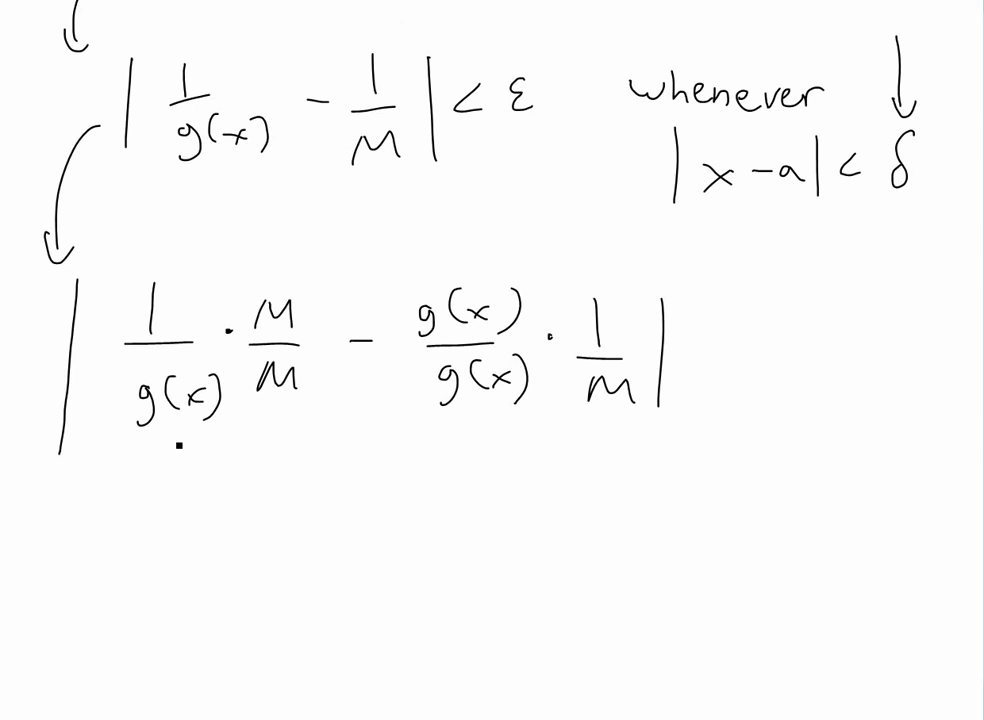 | 1/g(x) - 1/M | < ε whenever
| x - a | < δ
| 1/g(x) · M/M - g(x)/g(x) · 1/M |